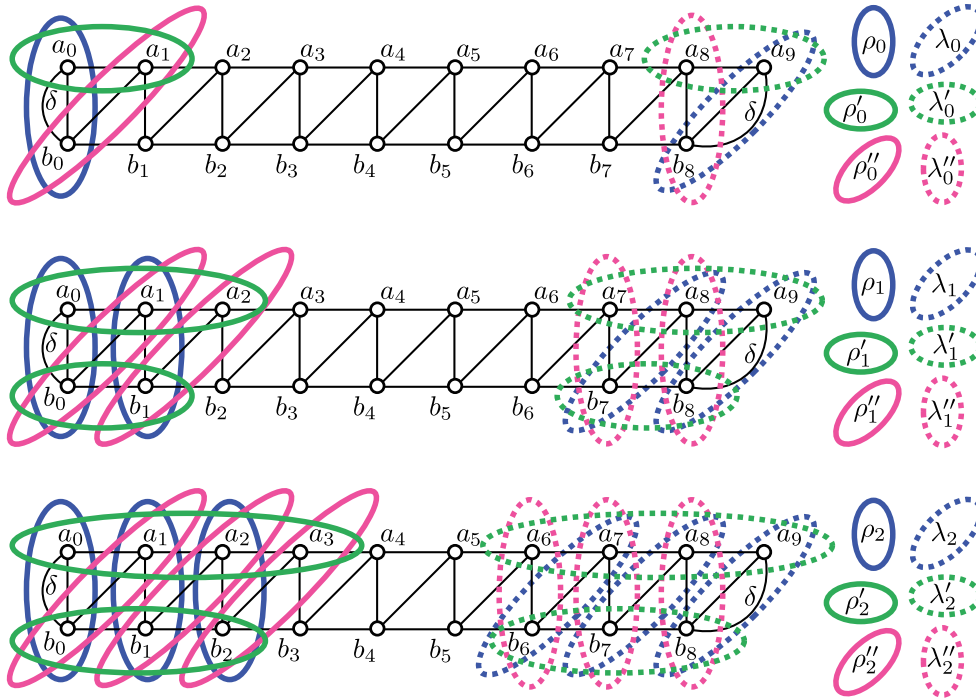 a₀ a₁ a₂ a₃ a₄ a₅ a₆ a₇ a₈ a₉ ρ₀ λ₀
δ δ ρ′₀ λ′₀
b₀ b₁ b₂ b₃ b₄ b₅ b₆ b₇ b₈ ρ″₀ λ″₀
a₀ a₁ a₂ a₃ a₄ a₅ a₆ a₇ a₈ a₉ ρ₁ λ₁
δ δ ρ′₁ λ′₁
b₀ b₁ b₂ b₃ b₄ b₅ b₆ b₇ b₈ ρ″₁ λ″₁
a₀ a₁ a₂ a₃ a₄ a₅ a₆ a₇ a₈ a₉ ρ₂ λ₂
δ δ ρ′₂ λ′₂
b₀ b₁ b₂ b₃ b₄ b₅ b₆ b₇ b₈ ρ″₂ λ″₂